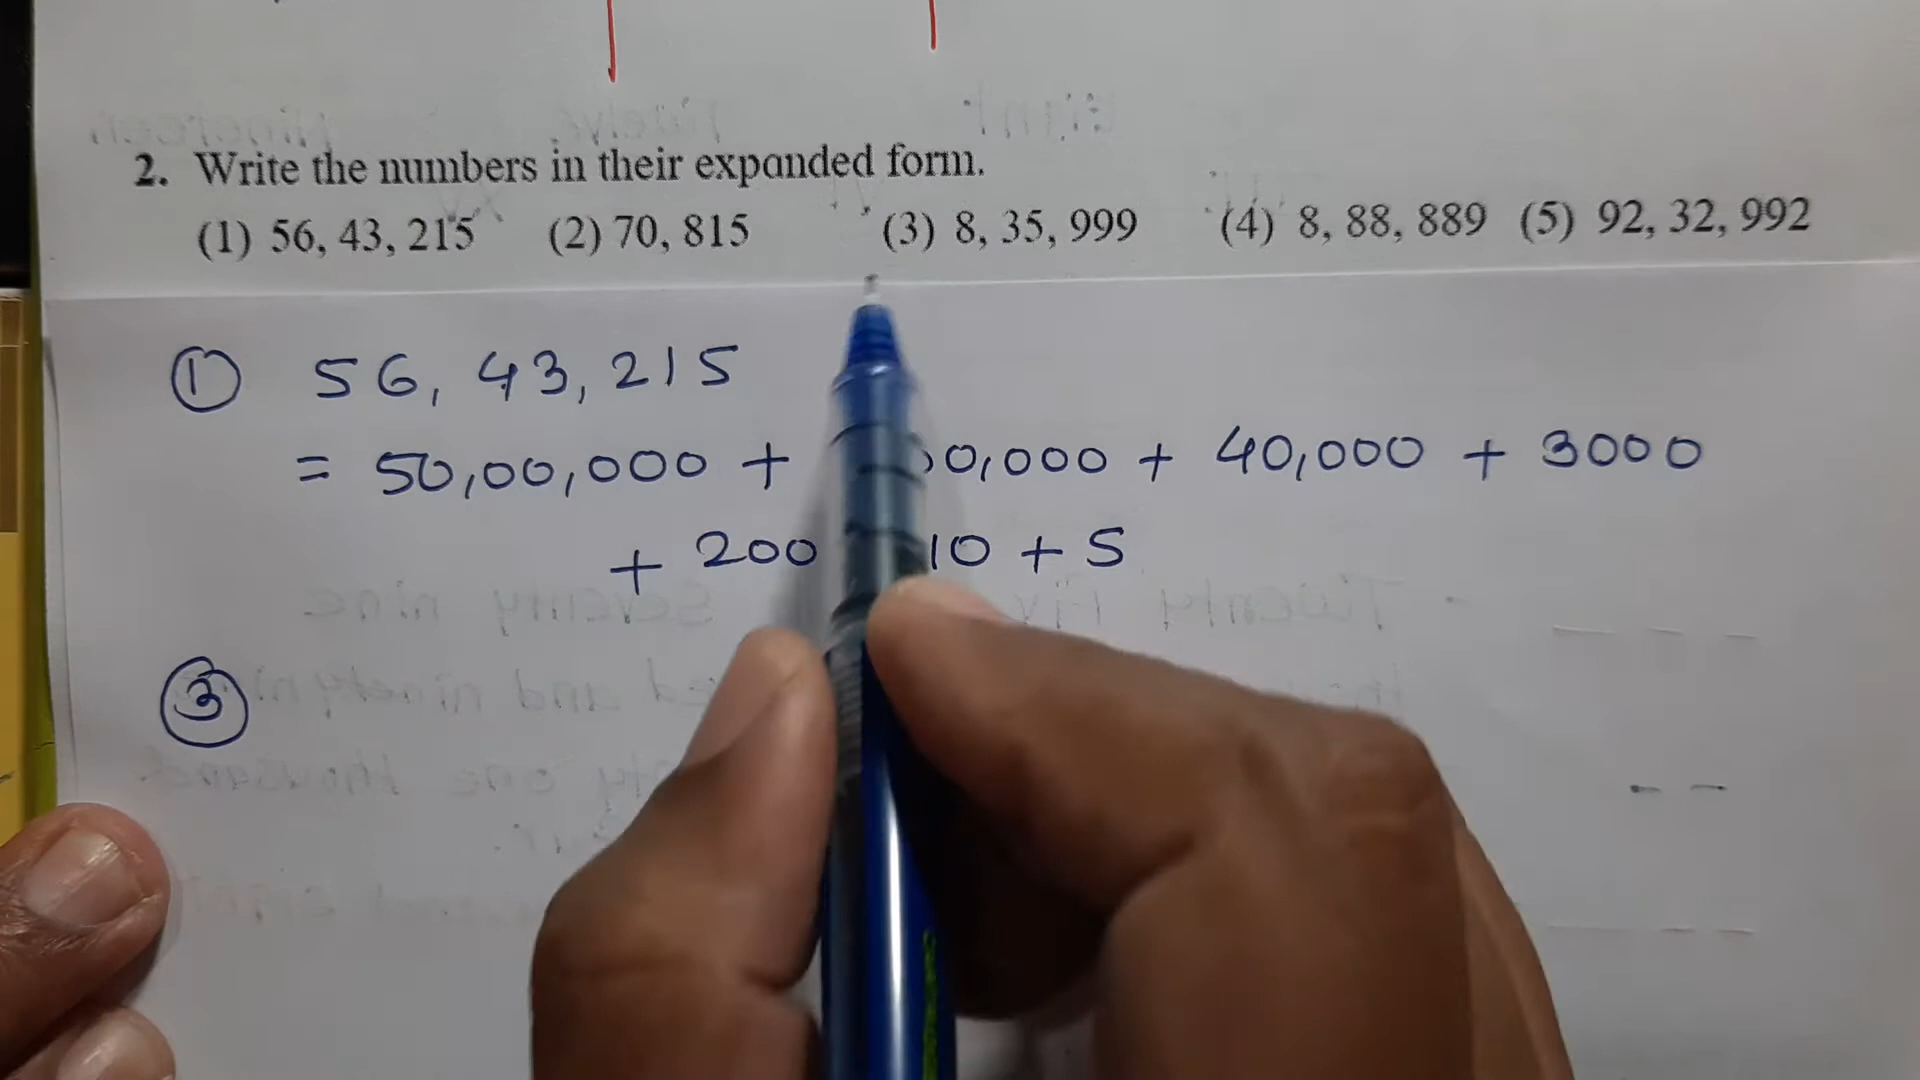 2. Write the numbers in their expanded form.
(1) 56, 43, 215 (2) 70, 815 (3) 8, 35, 999 (4) 8, 88, 889 (5) 92, 32, 992
① 56, 43, 215
= 50,00,000 + 0,000 + 40,000 + 3000
+ 200 10 + 5
③